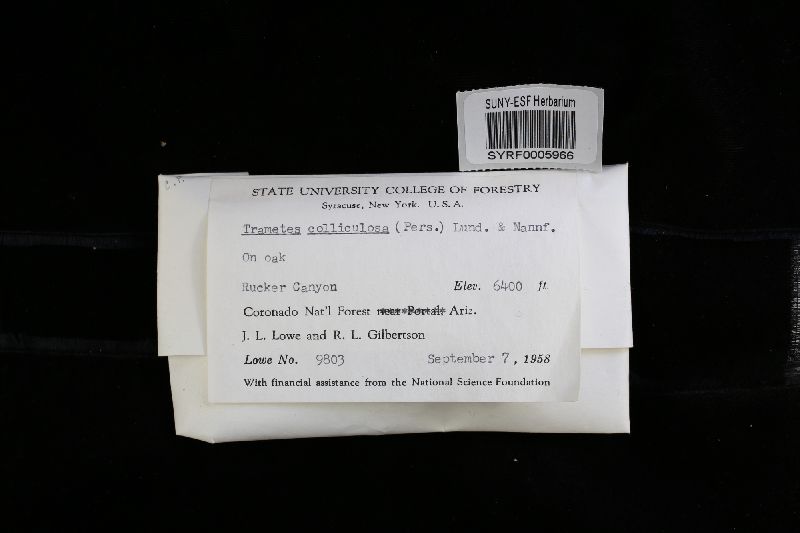 SUNY-ESF Herbarium
SYRF0005966
STATE UNIVERSITY COLLEGE OF FORESTRY
Syracuse, New York. U. S. A.
Trametes colliculosa (Pers.) Lund. & Nannf.
On oak
Rucker Canyon Elev. 6400 ft.
Coronado Nat'l Forest near Portal, Ariz.
J. L. Lowe and R. L. Gilbertson
Lowe No. 9803 September 7, 1958
With financial assistance from the National Science Foundation